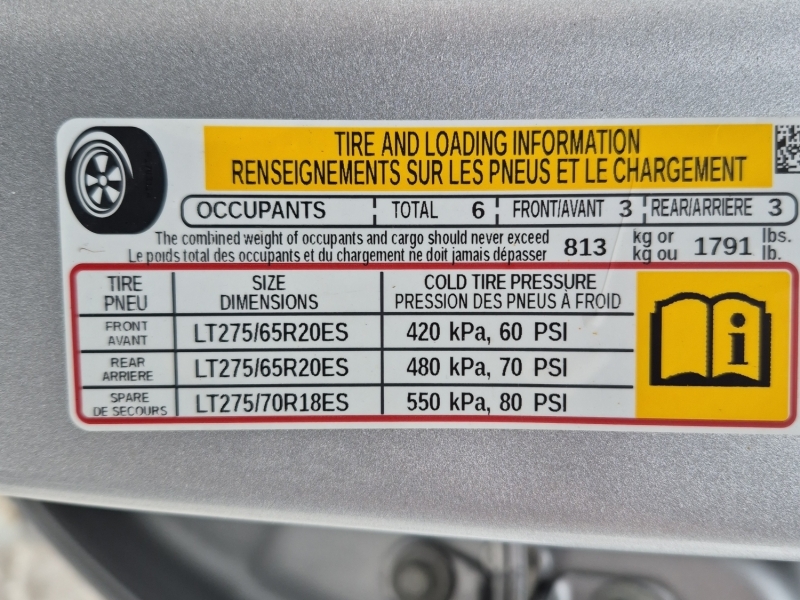 TIRE AND LOADING INFORMATION
RENSEIGNEMENTS SUR LES PNEUS ET LE CHARGEMENT
OCCUPANTS TOTAL 6 FRONT/AVANT 3 REAR/ARRIÈRE 3
The combined weight of occupants and cargo should never exceed 813 kg or 1791 lbs.
Le poids total des occupants et du chargement ne doit jamais dépasser kg ou lb.
TIRE SIZE COLD TIRE PRESSURE
PNEU DIMENSIONS PRESSION DES PNEUS À FROID
FRONT
AVANT LT275/65R20ES 420 kPa, 60 PSI
REAR
ARRIERE LT275/65R20ES 480 kPa, 70 PSI
SPARE
DE SECOURS LT275/70R18ES 550 kPa, 80 PSI